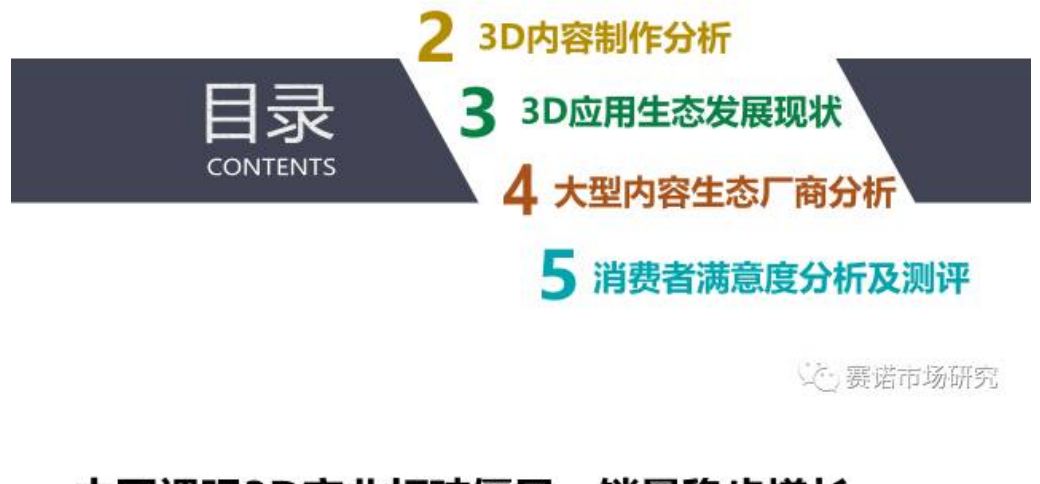 2 3D内容制作分析
目录
CONTENTS
3 3D应用生态发展现状
4 大型内容生态厂商分析
5 消费者满意度分析及测评
赛诺市场研究